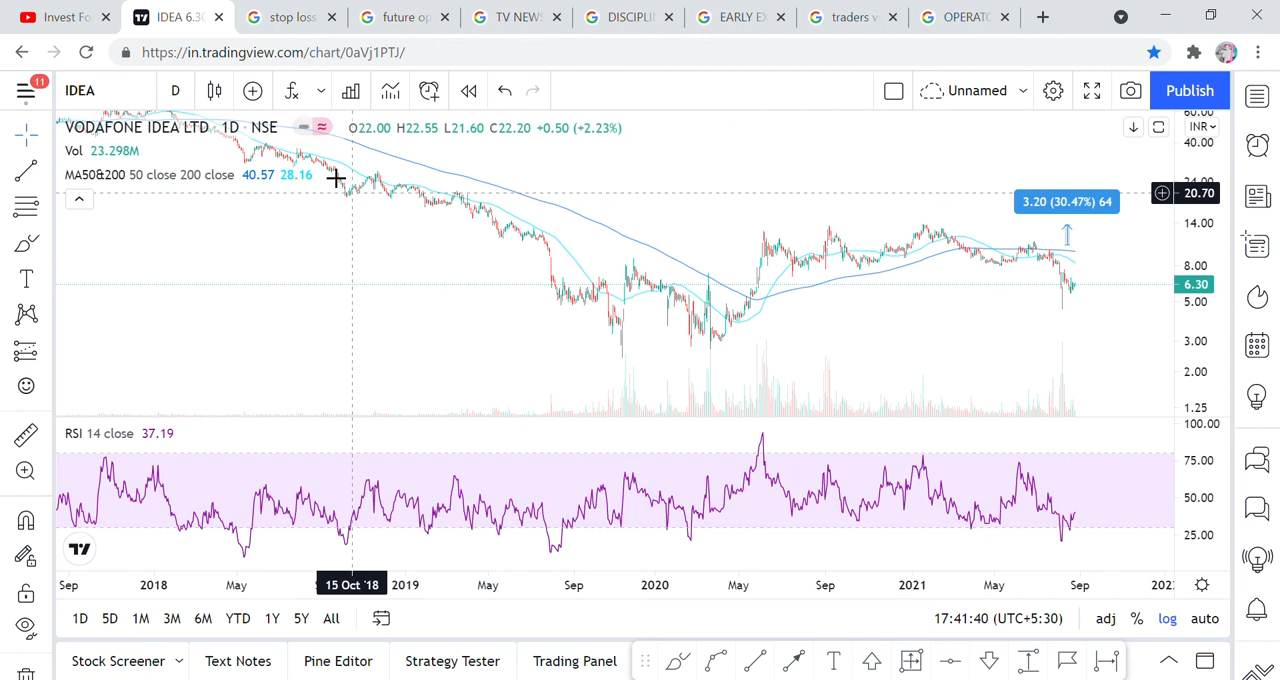 Invest Fo
IDEA 6.30
stop loss
future op
TV NEWS
DISCIPLI
EARLY EX
traders v
OPERATO
https://in.tradingview.com/chart/0aVj1PTJ/
11
IDEA
D
Unnamed
Publish
VODAFONE IDEA LTD · 1D · NSE
O22.00 H22.55 L21.60 C22.20 +0.50 (+2.23%)
INR
Vol 23.298M
MA50&200 50 close 200 close 40.57 28.16
60.00
40.00
24.00
20.70
14.00
8.00
6.30
5.00
3.00
2.00
1.25
3.20 (30.47%) 64
RSI 14 close 37.19
100.00
75.00
50.00
25.00
Sep
2018
May
15 Oct '18
2019
May
Sep
2020
May
Sep
2021
May
Sep
1D 5D 1M 3M 6M YTD 1Y 5Y All
17:41:40 (UTC+5:30)
adj % log auto
Stock Screener
Text Notes
Pine Editor
Strategy Tester
Trading Panel